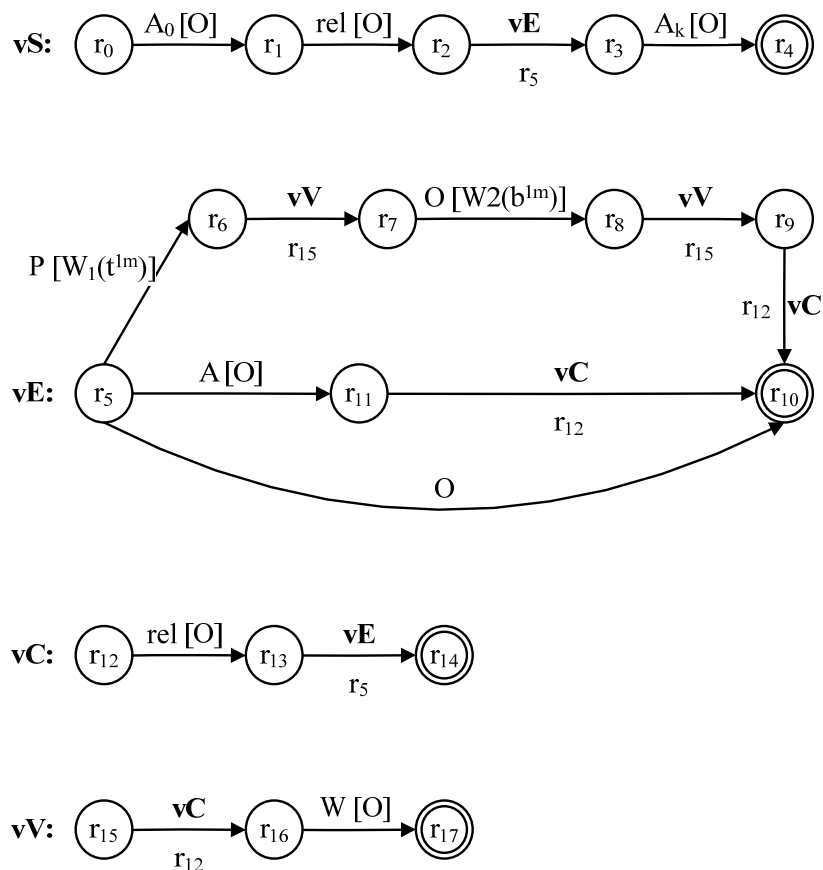 vS: r₀ A₀ [O] r₁ rel [O] r₂ vE r₅ r₃ Aₖ [O] r₄
r₆ vV r₁₅ r₇ O [W2(b¹ᵐ)] r₈ vV r₁₅ r₉
P [W₁(t¹ᵐ)]
r₁₂ vC
vE: r₅ A [O] r₁₁ vC r₁₂ r₁₀
O
vC: r₁₂ rel [O] r₁₃ vE r₅ r₁₄
vV: r₁₅ vC r₁₂ r₁₆ W [O] r₁₇